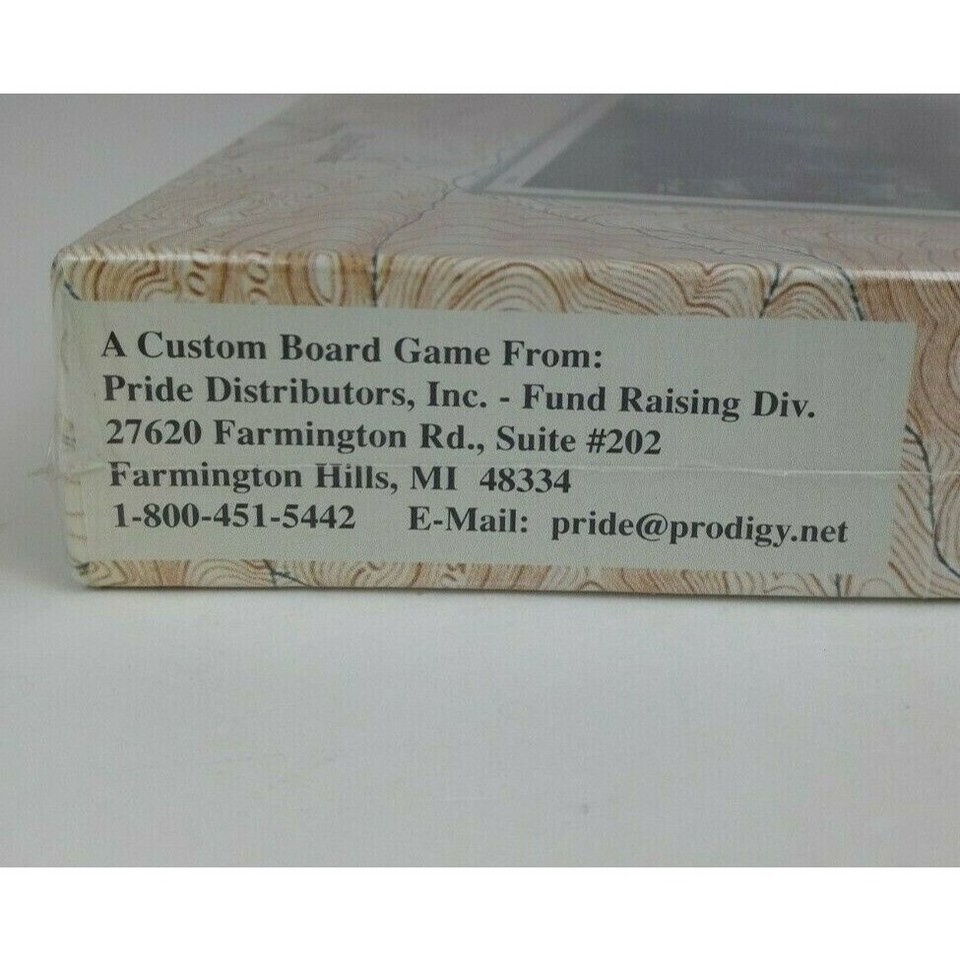 A Custom Board Game From:
Pride Distributors, Inc. - Fund Raising Div.
27620 Farmington Rd., Suite #202
Farmington Hills, MI 48334
1-800-451-5442 E-Mail: pride@prodigy.net